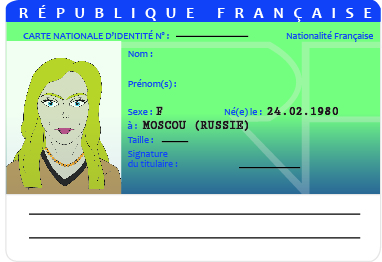 RÉPUBLIQUE FRANÇAISE
CARTE NATIONALE D'IDENTITÉ N° : Nationalité Française
Nom :
Prénom(s) :
Sexe : F Né(e) le : 24.02.1980
à : MOSCOU (RUSSIE)
Taille :
Signature
du titulaire :